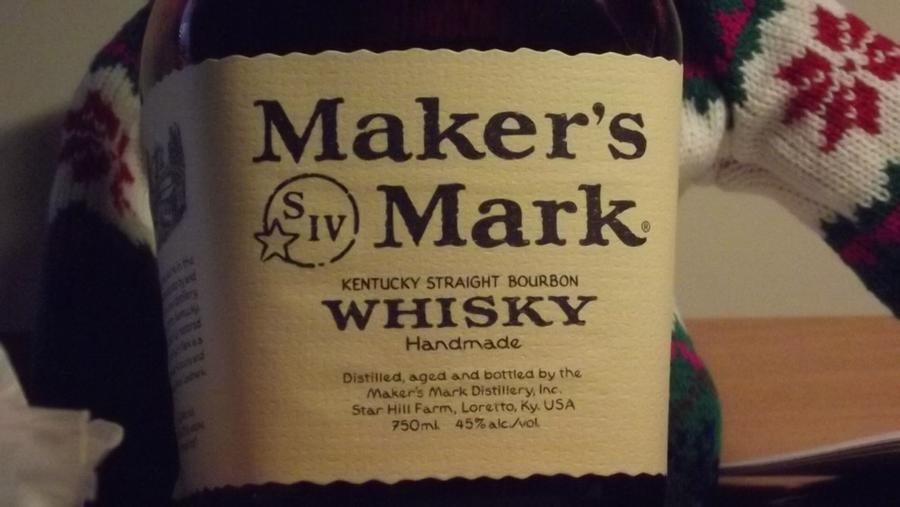 Maker's
S IV Mark®
KENTUCKY STRAIGHT BOURBON
WHISKY
Handmade
Distilled, aged and bottled by the
Maker's Mark Distillery, Inc.
Star Hill Farm, Loretto, Ky. USA
750ml. 45% alc./vol.